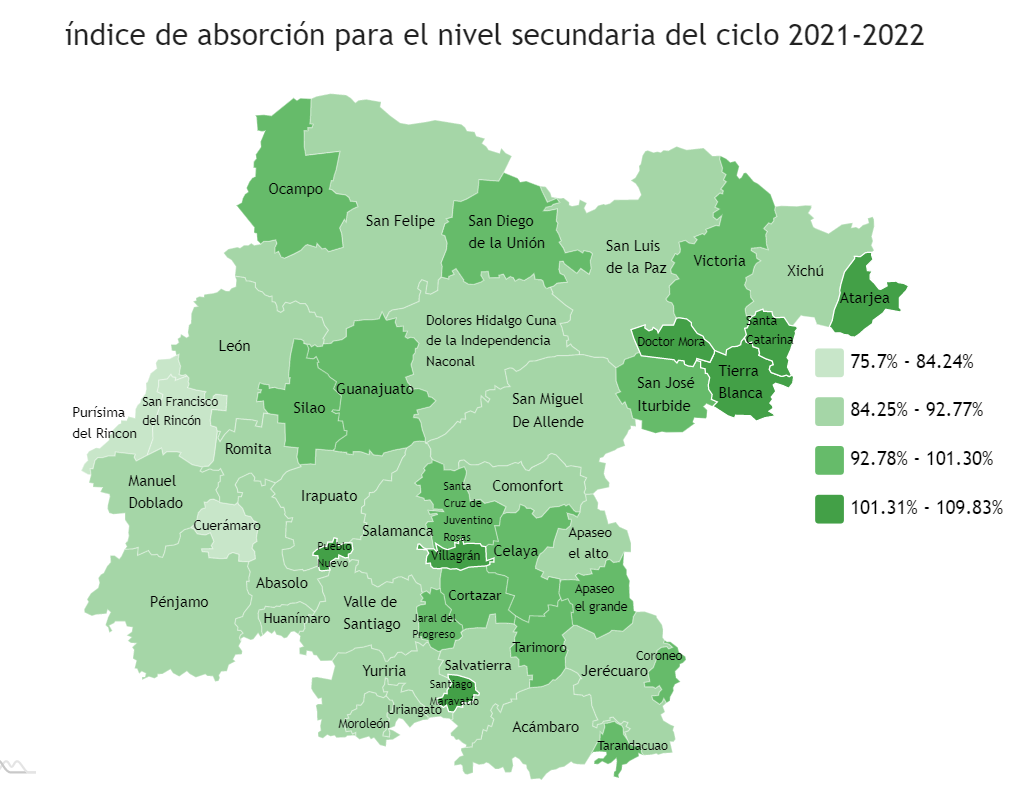 índice de absorción para el nivel secundaria del ciclo 2021-2022
Ocampo
San Felipe
San Diego
de la Unión
San Luis
de la Paz
Victoria
Xichú
Atarjea
Santa
Catarina
Doctor Mora
Tierra
Blanca
San José
Iturbide
León
Dolores Hidalgo Cuna
de la Independencia
Naconal
Guanajuato
Silao
San Miguel
De Allende
San Francisco
del Rincón
Purísima
del Rincon
Romita
Manuel
Doblado
Irapuato
Cuerámaro
Santa
Cruz de
Juventino
Rosas
Comonfort
Salamanca
Pueblo
Nuevo
Villagrán
Celaya
Apaseo
el alto
Abasolo
Pénjamo
Huanímaro
Valle de
Santiago
Cortazar
Apaseo
el grande
Jaral del
Progreso
Tarimoro
Salvatierra
Jerécuaro
Coroneo
Yuriria
Santiago
Maravatío
Uriangato
Moroleón
Acámbaro
Tarandacuao
75.7% - 84.24%
84.25% - 92.77%
92.78% - 101.30%
101.31% - 109.83%